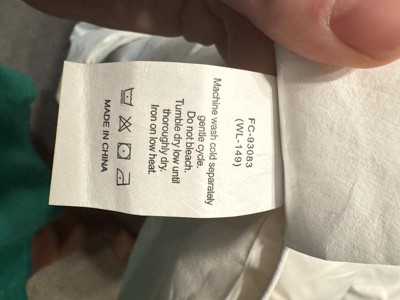 FC-93083
(WL-149)
Machine wash cold separately
gentle cycle.
Do not bleach.
Tumble dry low until
thoroughly dry.
Iron on low heat.
MADE IN CHINA